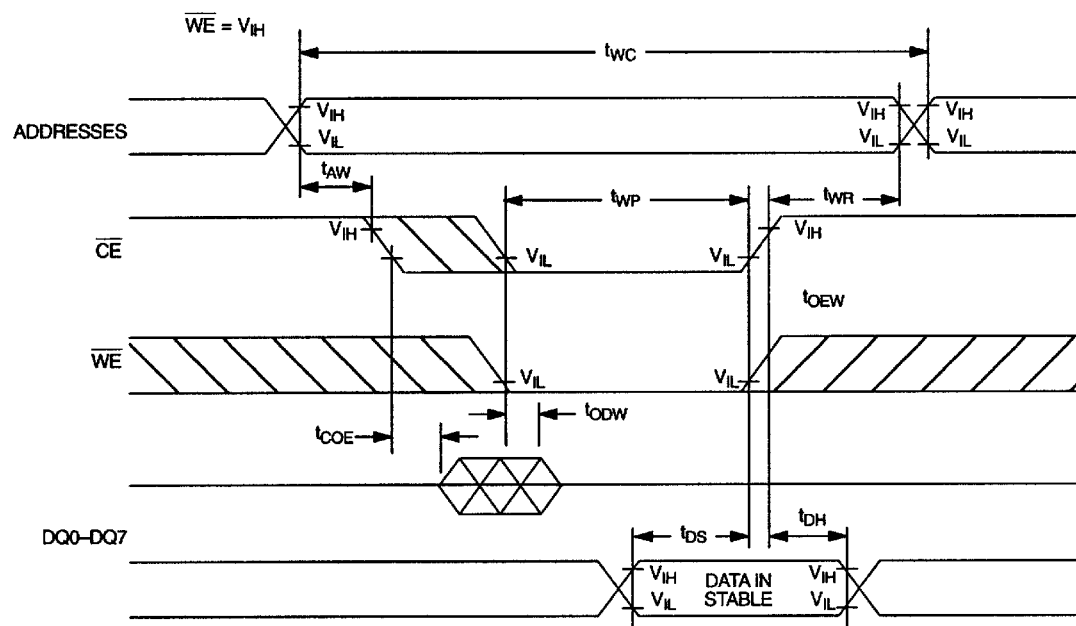 WE = VIH
tWC
ADDRESSES
VIH
VIH
VIH
VIL
VIL
VIL
tAW
tWP
tWR
CE
VIH
VIL
VIL
VIH
tOEW
WE
VIL
VIL
tCOE
tODW
DQ0–DQ7
tDS
tDH
VIH
DATA IN
STABLE
VIH
VIL
VIL